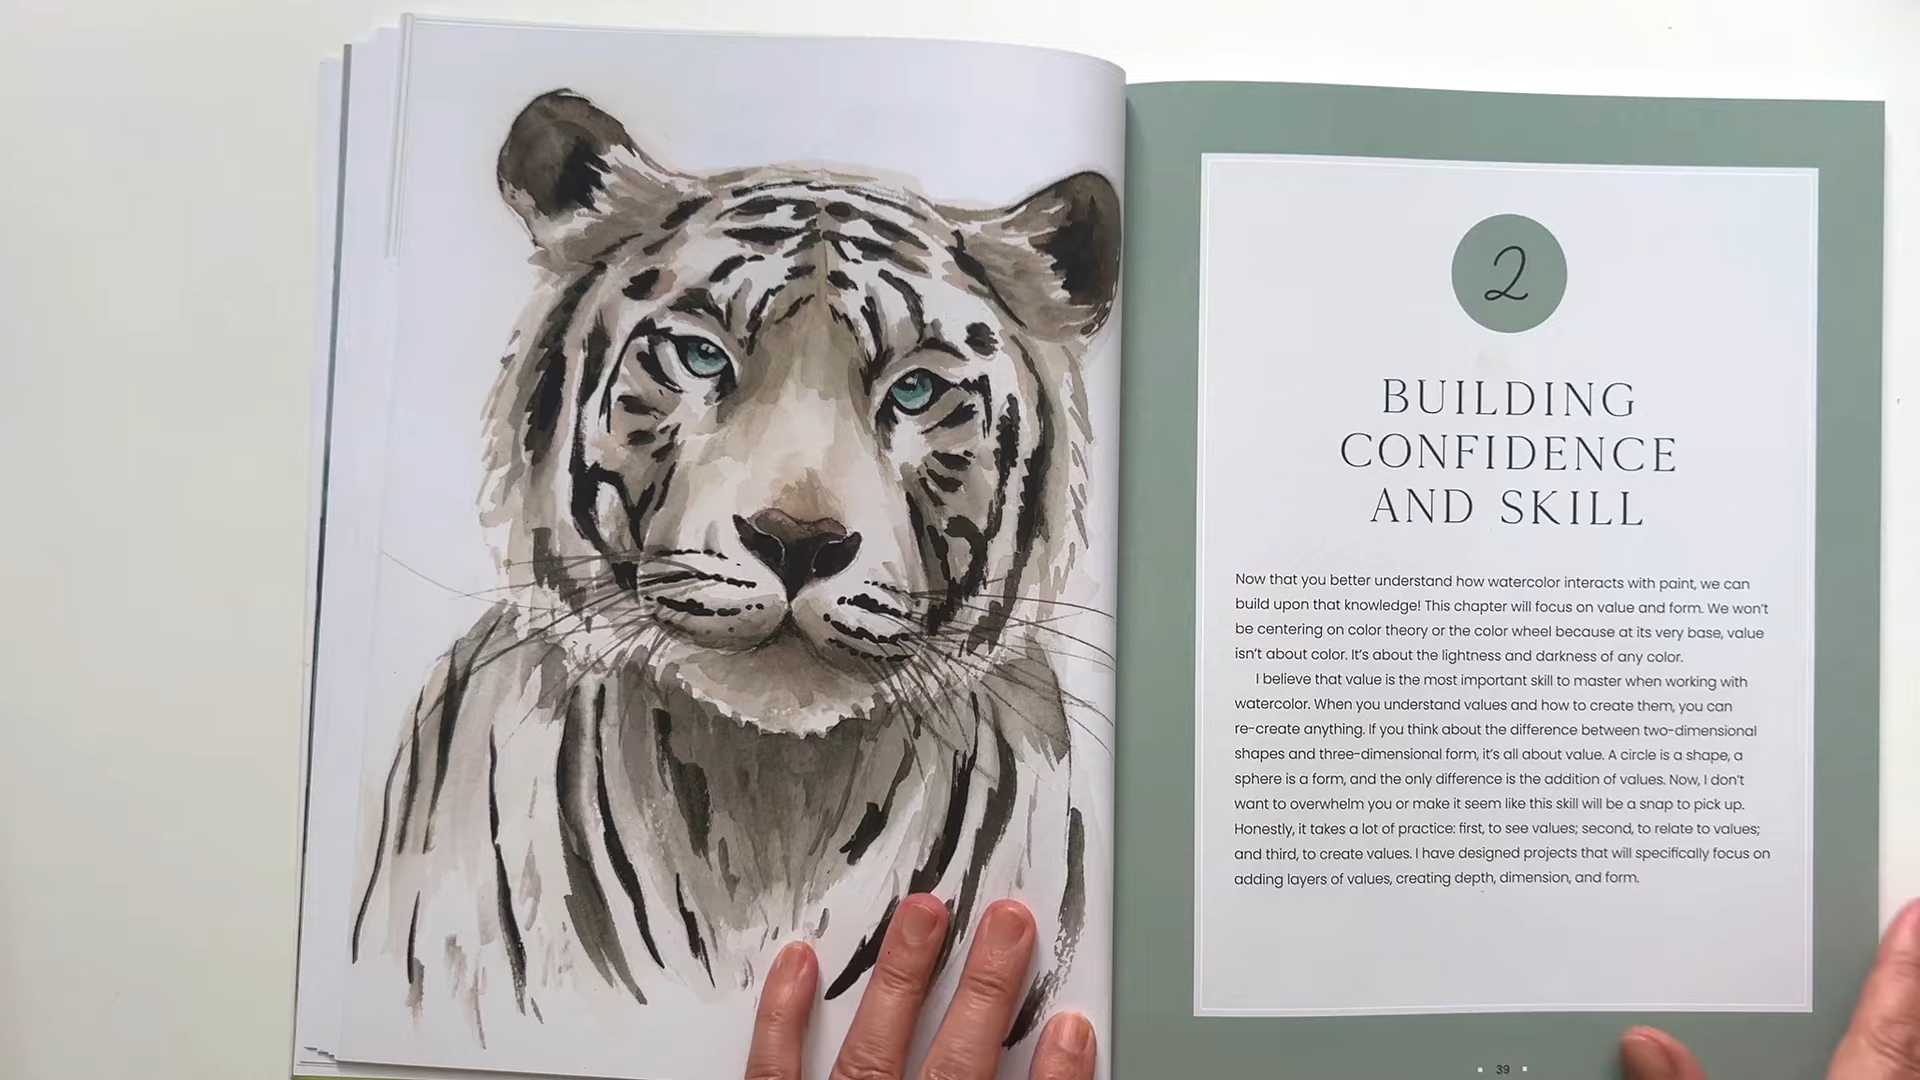 2
BUILDING
CONFIDENCE
AND SKILL
Now that you better understand how watercolor interacts with paint, we can
build upon that knowledge! This chapter will focus on value and form. We won't
be centering on color theory or the color wheel because at its very base, value
isn't about color. It's about the lightness and darkness of any color.
I believe that value is the most important skill to master when working with
watercolor. When you understand values and how to create them, you can
re-create anything. If you think about the difference between two-dimensional
shapes and three-dimensional form, it's all about value. A circle is a shape, a
sphere is a form, and the only difference is the addition of values. Now, I don't
want to overwhelm you or make it seem like this skill will be a snap to pick up.
Honestly, it takes a lot of practice: first, to see values; second, to relate to values;
and third, to create values. I have designed projects that will specifically focus on
adding layers of values, creating depth, dimension, and form.
39